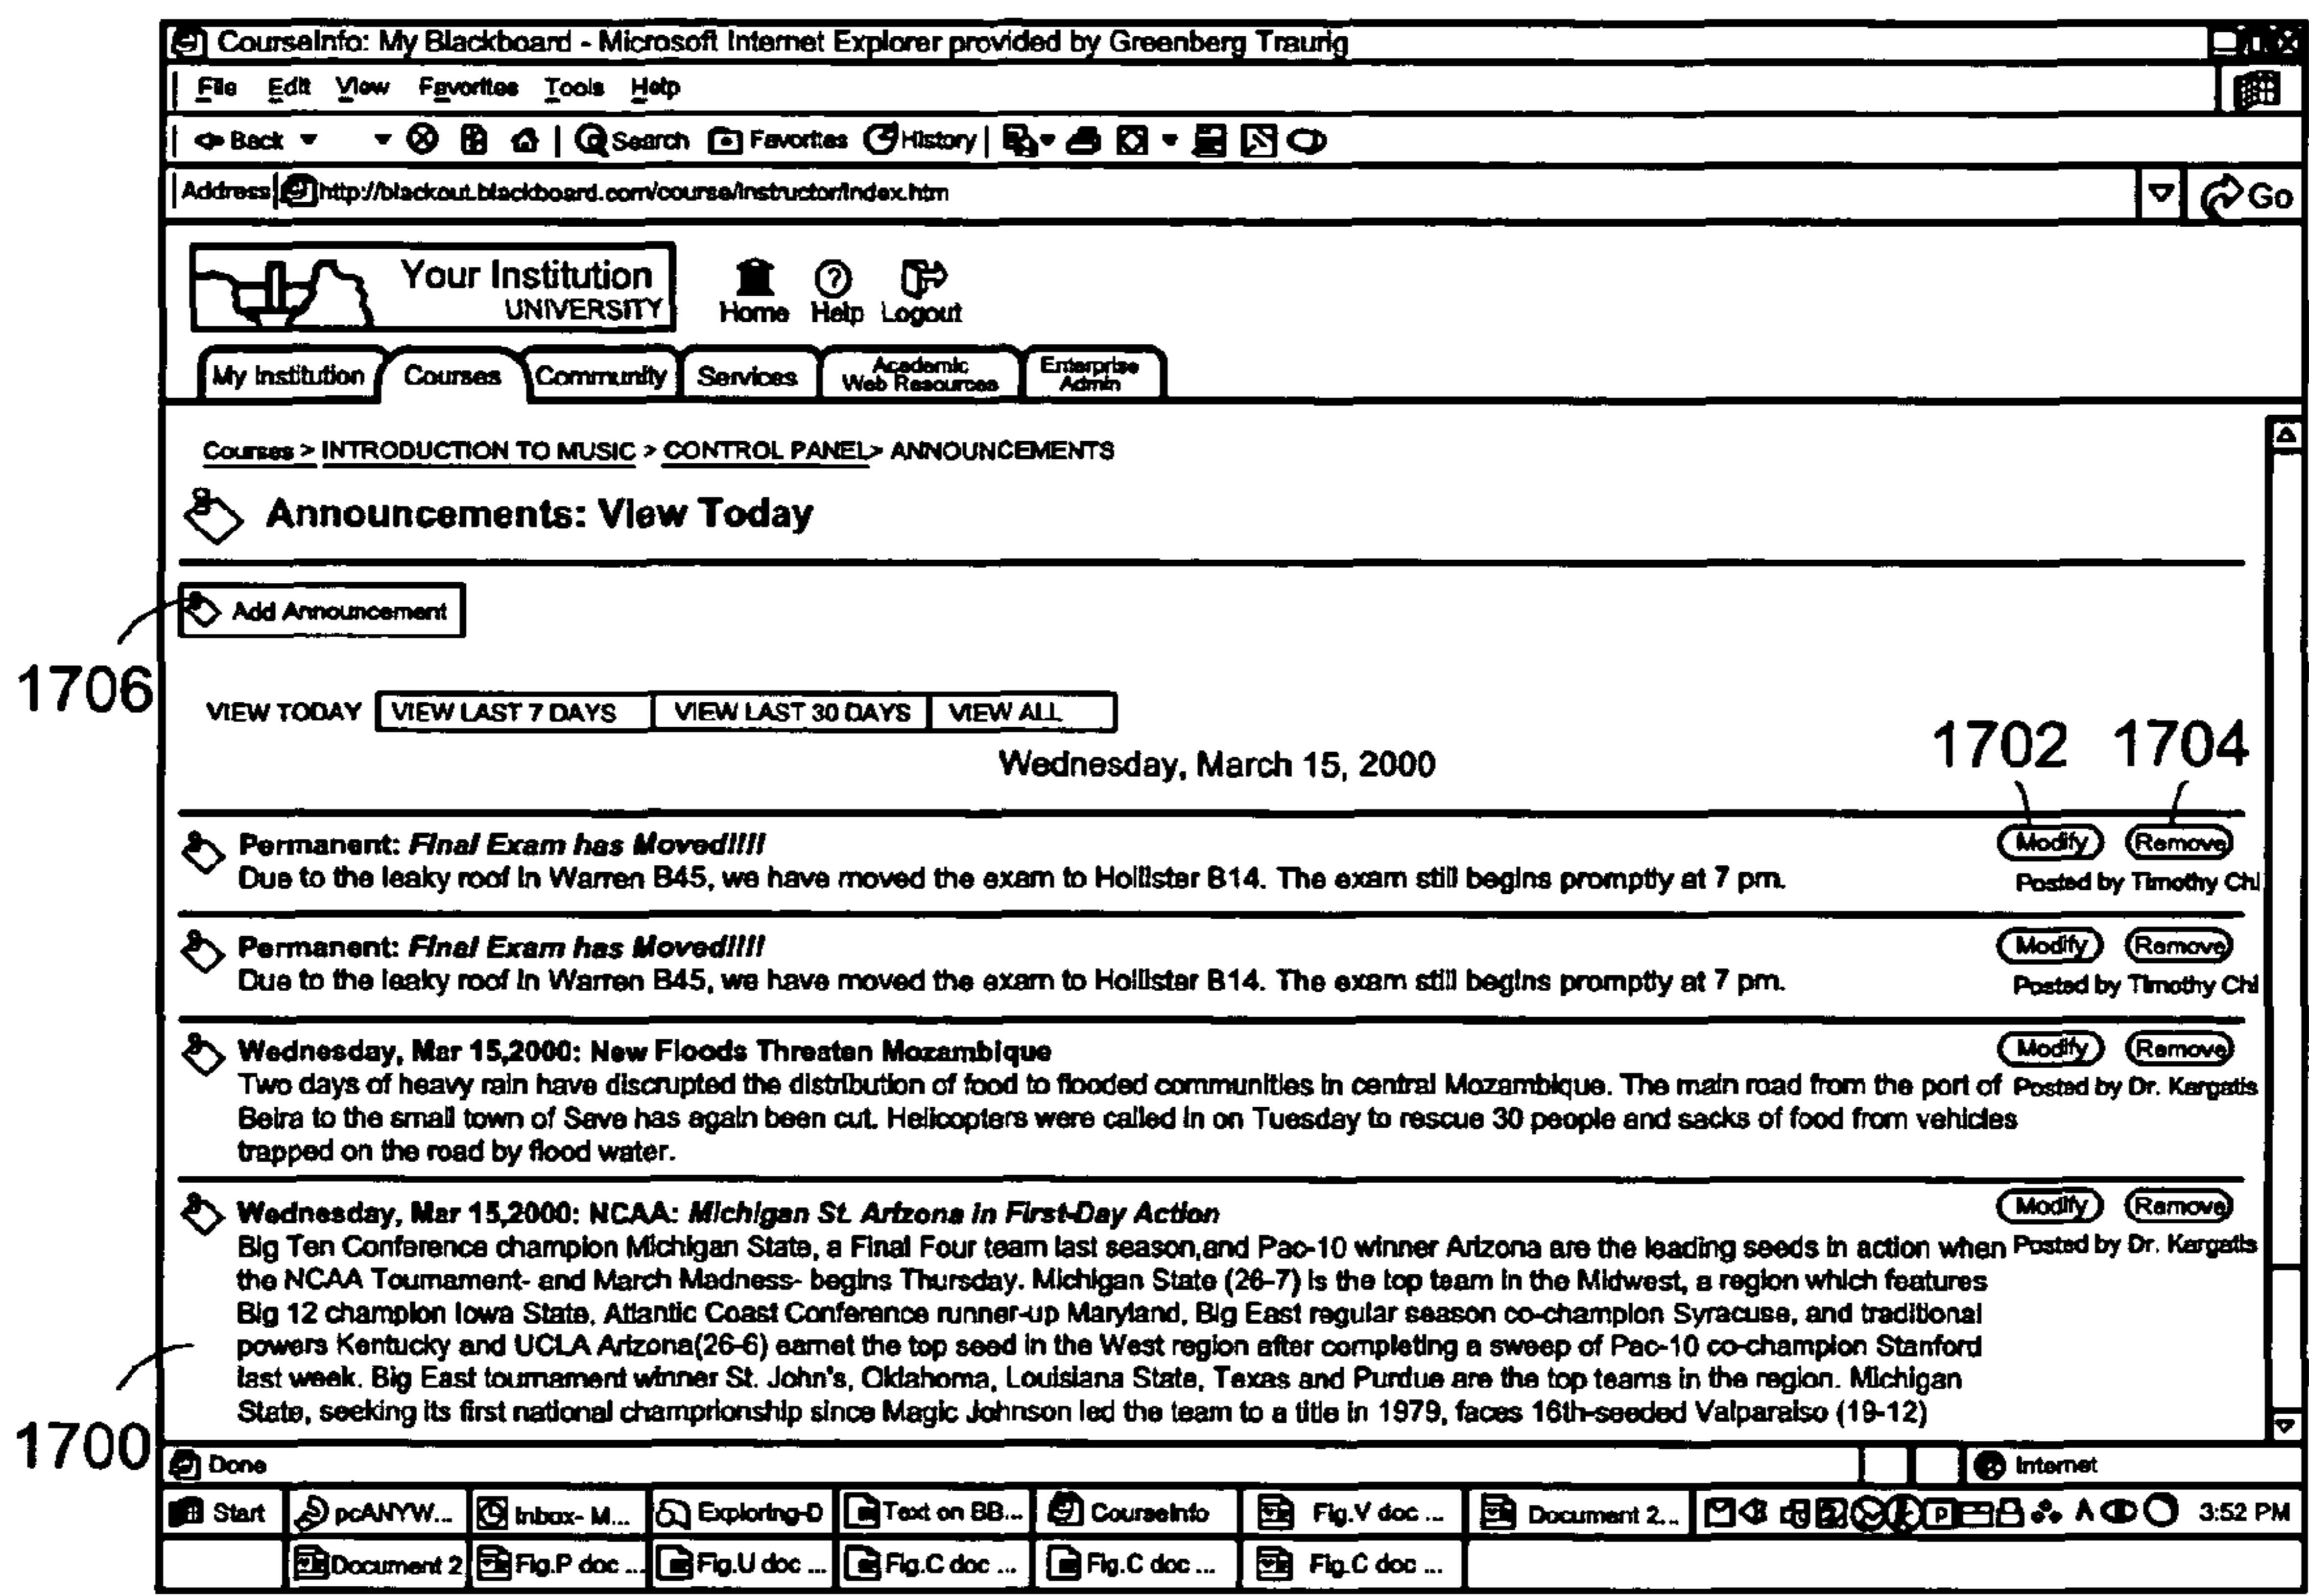 CourseInfo: My Blackboard - Microsoft Internet Explorer provided by Greenberg Traurig
File Edit View Favorites Tools Help
Back Search Favorites History
Address http://blackout.blackboard.com/course/instructor/index.htm Go
Your Institution
UNIVERSITY
Home Help Logout
My Institution Courses Community Services Academic Web Resources Enterprise Admin
Courses > INTRODUCTION TO MUSIC > CONTROL PANEL> ANNOUNCEMENTS
Announcements: View Today
Add Announcement
1706
VIEW TODAY VIEW LAST 7 DAYS VIEW LAST 30 DAYS VIEW ALL
1702 1704
Wednesday, March 15, 2000
Permanent: Final Exam has Moved!!!! Modify Remove
Due to the leaky roof in Warren B45, we have moved the exam to Hollister B14. The exam still begins promptly at 7 pm. Posted by Timothy Chi
Permanent: Final Exam has Moved!!!! Modify Remove
Due to the leaky roof in Warren B45, we have moved the exam to Hollister B14. The exam still begins promptly at 7 pm. Posted by Timothy Chi
Wednesday, Mar 15,2000: New Floods Threaten Mozambique Modify Remove
Two days of heavy rain have discrupted the distribution of food to flooded communities in central Mozambique. The main road from the port of Posted by Dr. Kargatis
Beira to the small town of Save has again been cut. Helicopters were called in on Tuesday to rescue 30 people and sacks of food from vehicles
trapped on the road by flood water.
Wednesday, Mar 15,2000: NCAA: Michigan St. Arizona in First-Day Action Modify Remove
Big Ten Conference champion Michigan State, a Final Four team last season,and Pac-10 winner Arizona are the leading seeds in action when Posted by Dr. Kargatis
the NCAA Tournament- and March Madness- begins Thursday. Michigan State (26-7) is the top team in the Midwest, a region which features
Big 12 champion Iowa State, Atlantic Coast Conference runner-up Maryland, Big East regular season co-champion Syracuse, and traditional
powers Kentucky and UCLA Arizona(26-6) earnet the top seed in the West region after completing a sweep of Pac-10 co-champion Stanford
last week. Big East tournament winner St. John's, Oklahoma, Louisiana State, Texas and Purdue are the top teams in the region. Michigan
State, seeking its first national champrionship since Magic Johnson led the team to a title in 1979, faces 16th-seeded Valparaiso (19-12)
1700
Done Internet
Start pcANYW... Inbox- M... Exploring-D Text on BB... CourseInfo Fig.V doc ... Document 2... 3:52 PM
Document 2 Fig.P doc ... Fig.U doc ... Fig.C doc ... Fig.C doc ... Fig.C doc ...